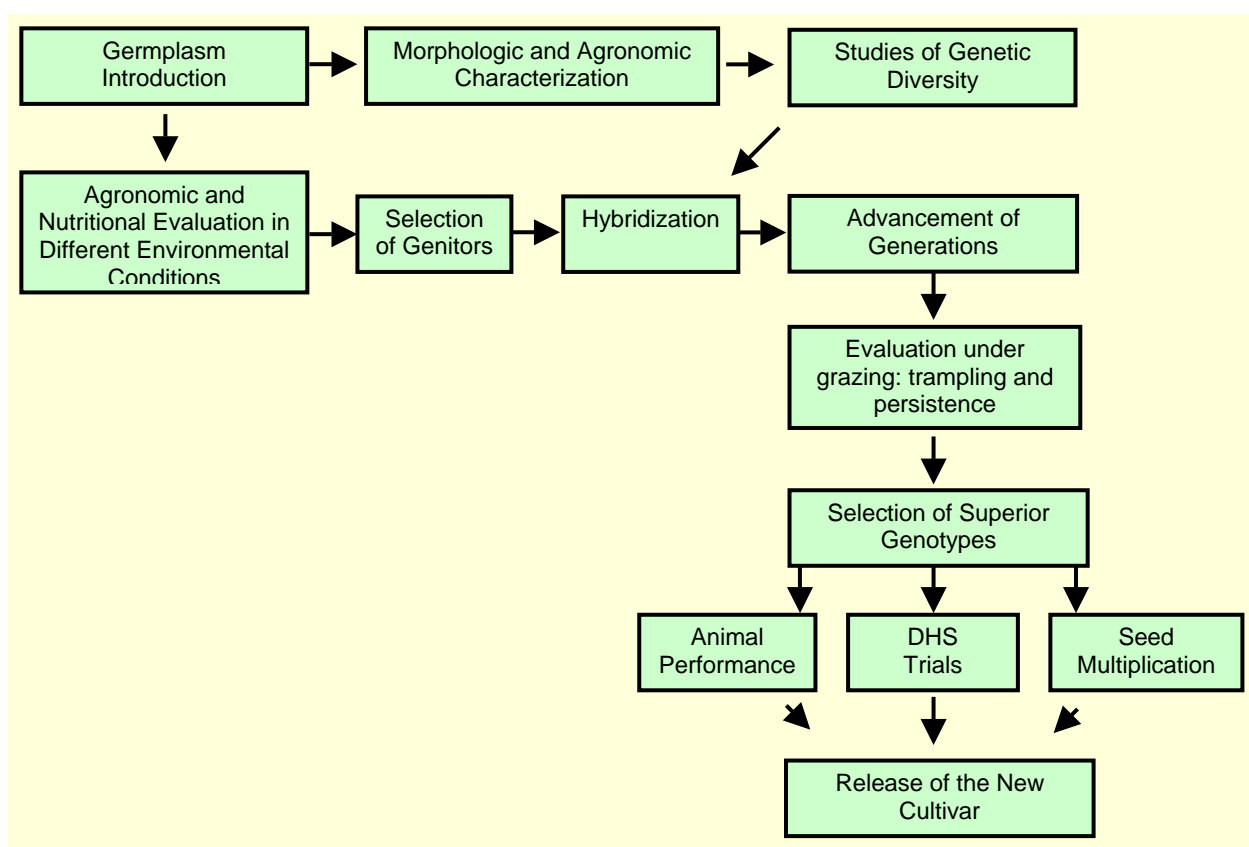 Germplasm
Introduction
Morphologic and Agronomic
Characterization
Studies of Genetic
Diversity
Agronomic and
Nutritional Evaluation in
Different Environmental
Conditions
Selection
of Genitors
Hybridization
Advancement of
Generations
Evaluation under
grazing: trampling and
persistence
Selection of Superior
Genotypes
Animal
Performance
DHS
Trials
Seed
Multiplication
Release of the New
Cultivar